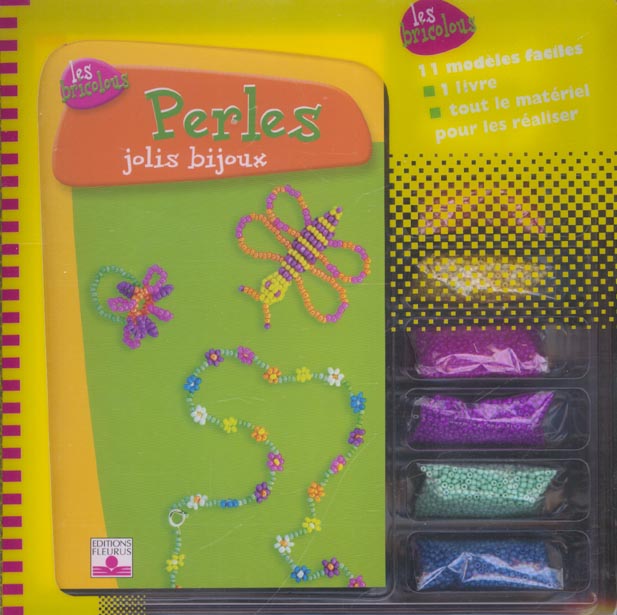 les
bricolous
Perles
jolis bijoux
les
bricolous
11 modèles faciles
1 livre
tout le matériel
pour les réaliser
EDITIONS
FLEURUS